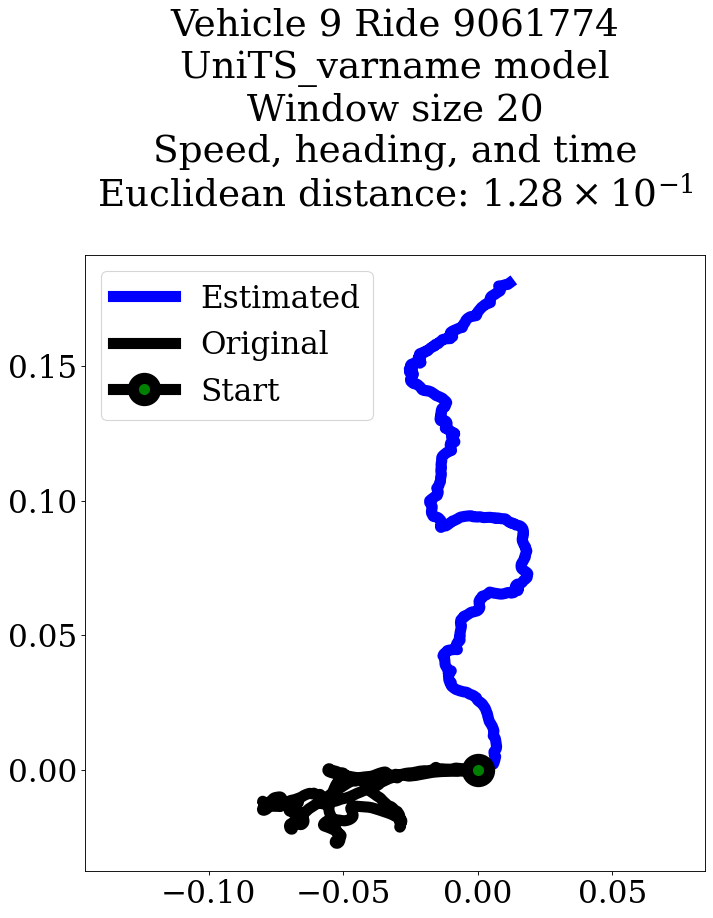 Vehicle 9 Ride 9061774
UniTS_varname model
Window size 20
Speed, heading, and time
Euclidean distance: 1.28 × 10⁻¹
Estimated
Original
Start
0.15
0.10
0.05
0.00
−0.10 −0.05 0.00 0.05